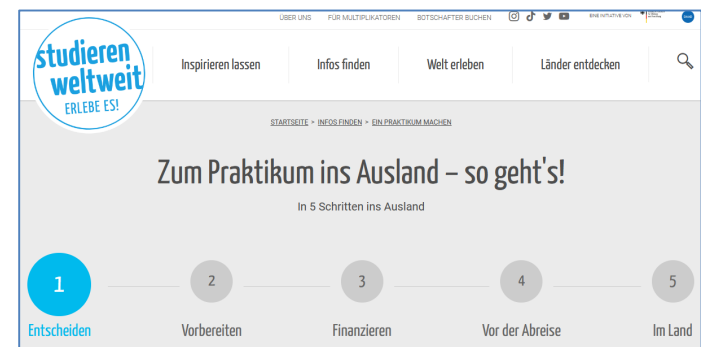 ÜBER UNS FÜR MULTIPLIKATOREN BOTSCHAFTER BUCHEN EINE INITIATIVE VON
studieren
weltweit
ERLEBE ES!
Inspirieren lassen Infos finden Welt erleben Länder entdecken
STARTSEITE > INFOS FINDEN > EIN PRAKTIKUM MACHEN
Zum Praktikum ins Ausland – so geht's!
In 5 Schritten ins Ausland
1 2 3 4 5
Entscheiden Vorbereiten Finanzieren Vor der Abreise Im Land